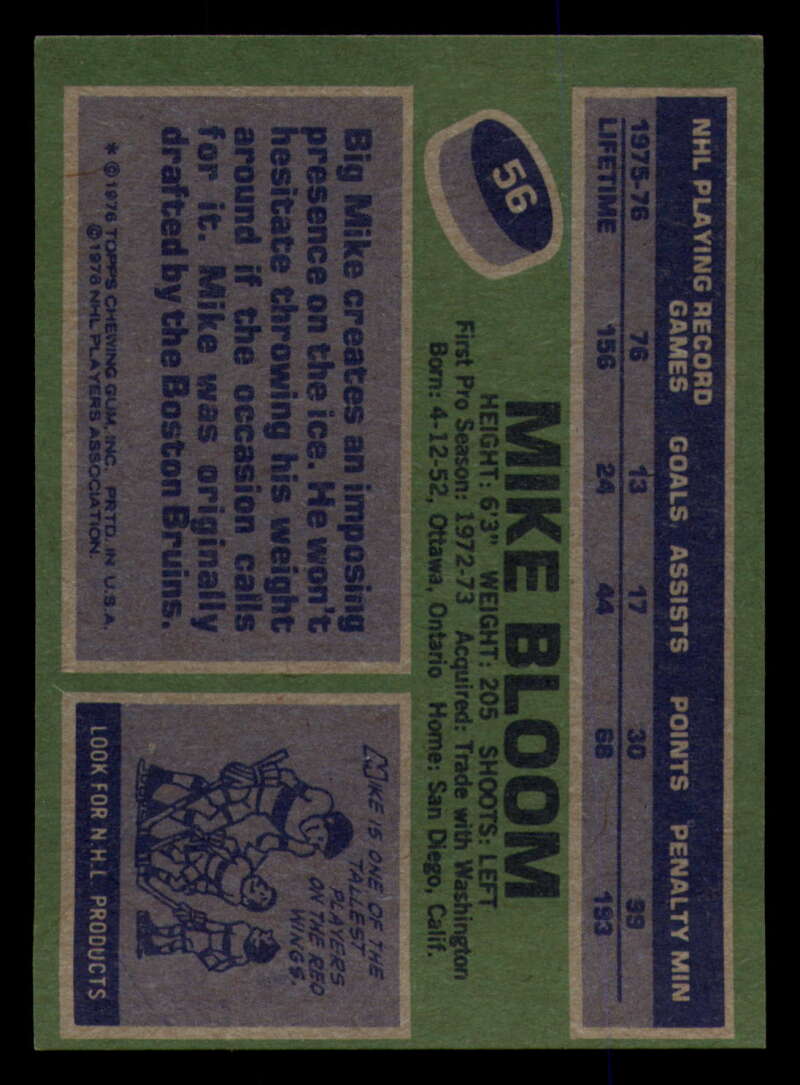 NHL PLAYING RECORD
GAMES GOALS ASSISTS POINTS PENALTY MIN
1975-76 76 13 17 30 99
LIFETIME 156 24 44 68 193
56
MIKE BLOOM
HEIGHT: 6'3" WEIGHT: 205 SHOOTS: LEFT
First Pro Season: 1972-73 Acquired: Trade with Washington
Born: 4-12-52, Ottawa, Ontario Home: San Diego, Calif.
Big Mike creates an imposing
presence on the ice. He won't
hesitate throwing his weight
around if the occasion calls
for it. Mike was originally
drafted by the Boston Bruins.
* ©1976 TOPPS CHEWING GUM, INC. PRTD. IN U.S.A.
©1976 NHL PLAYERS ASSOCIATION.
MIKE IS ONE OF THE
TALLEST
PLAYERS
ON THE RED
WINGS.
LOOK FOR N.H.L. PRODUCTS